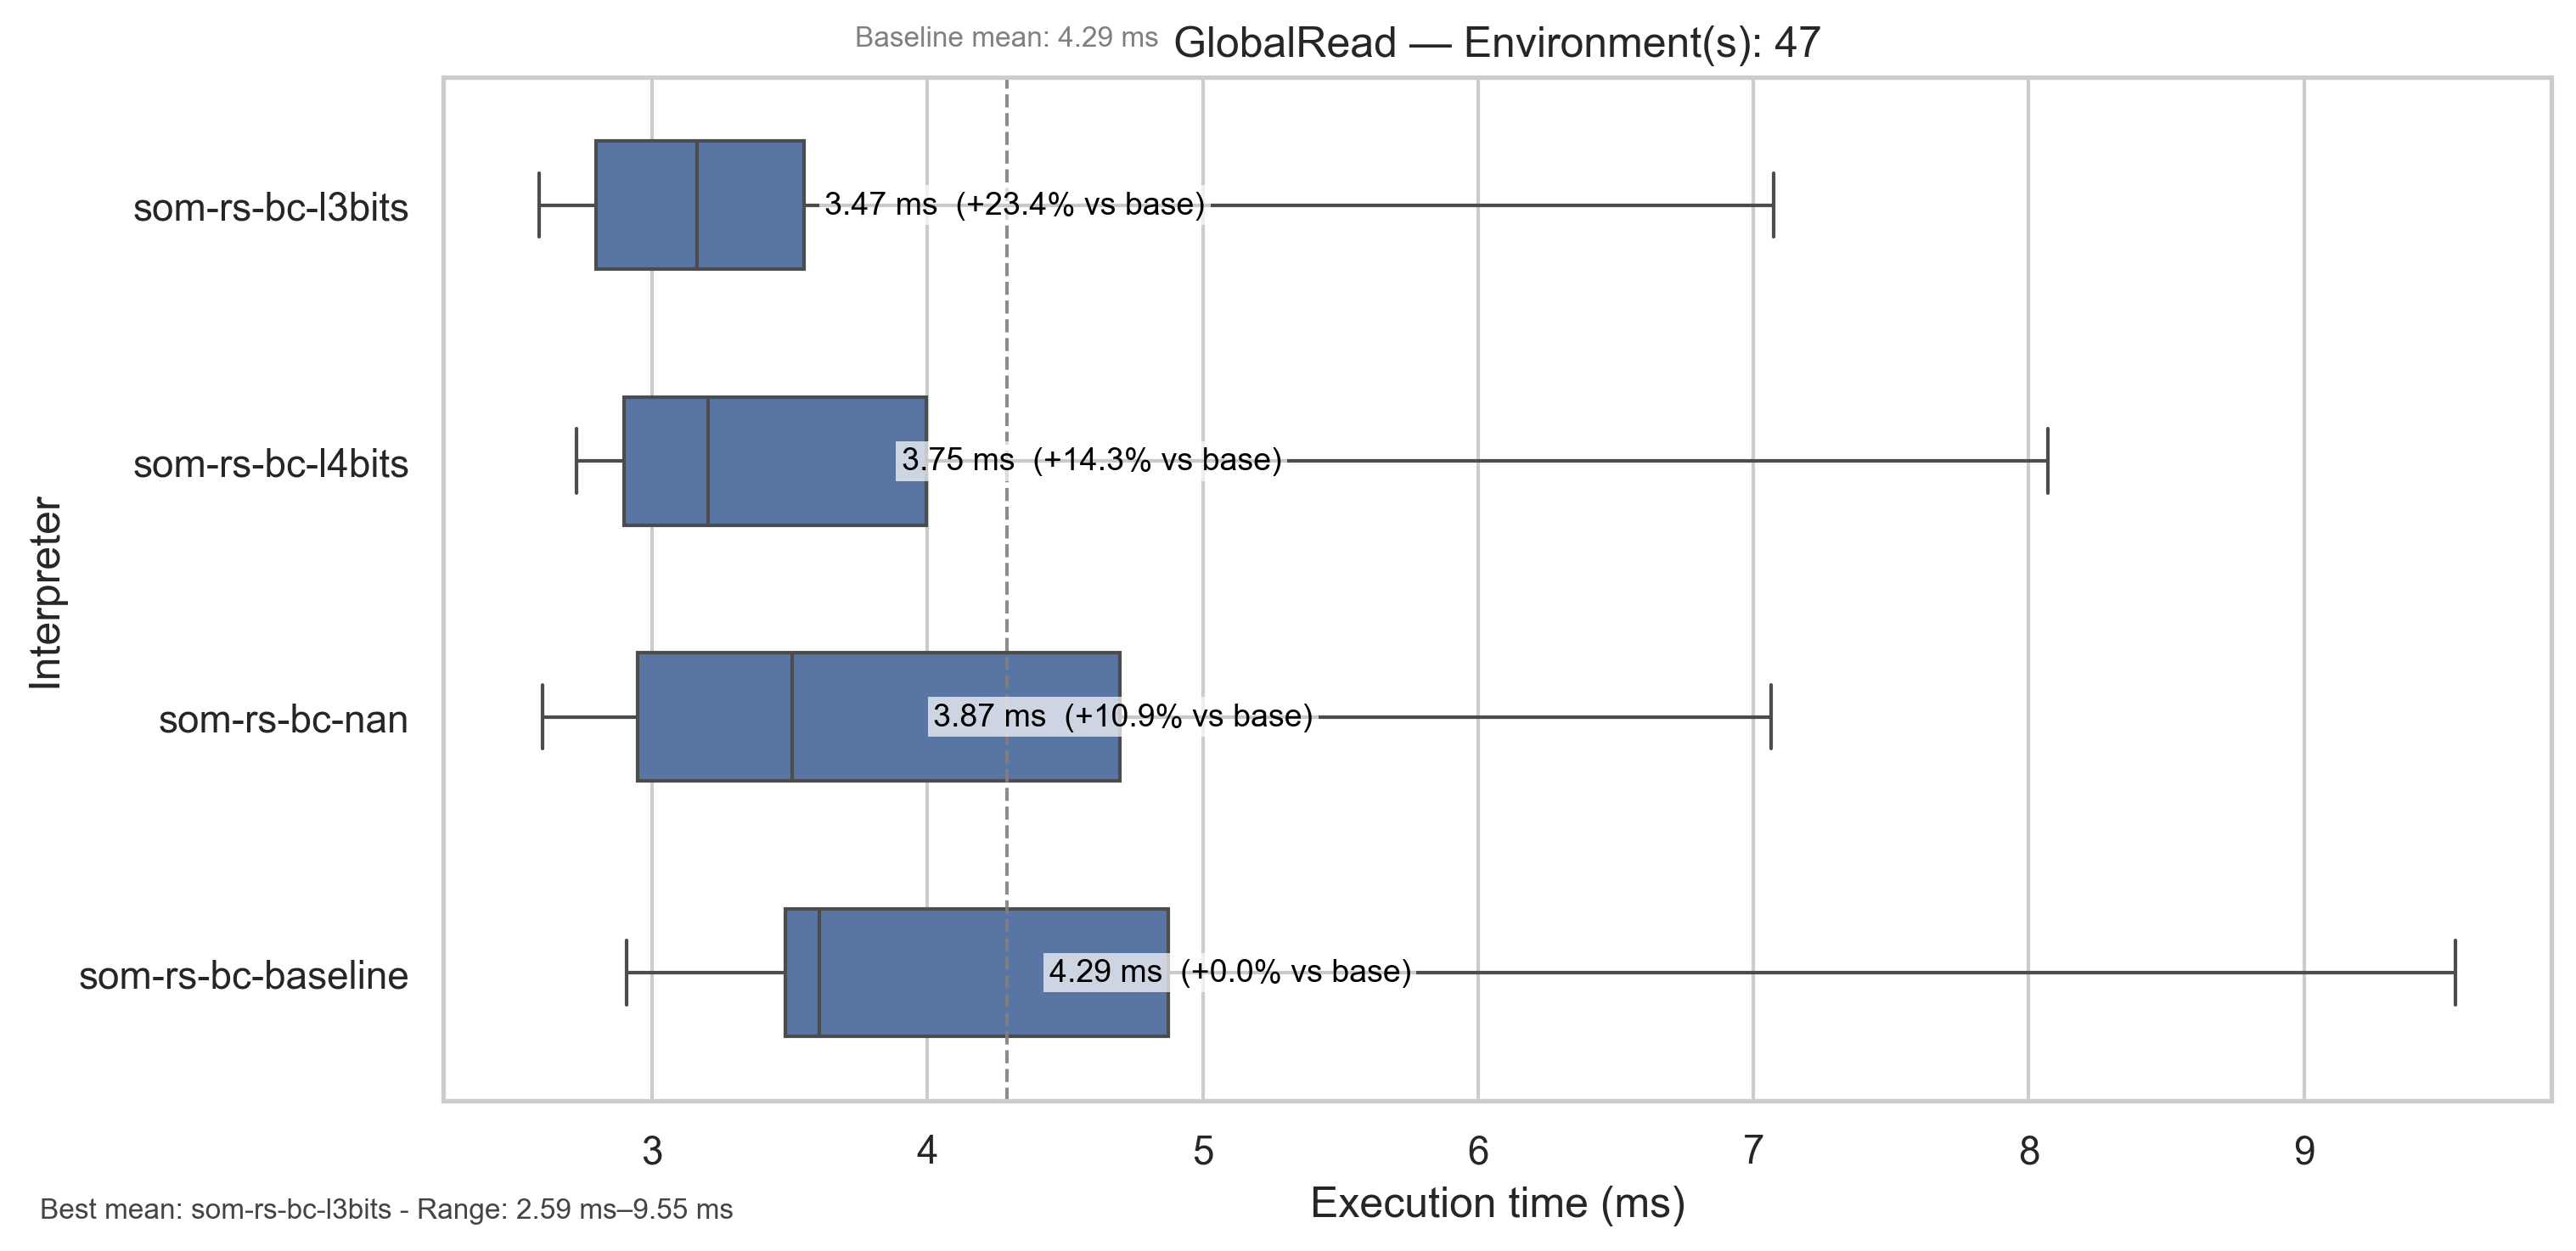 Baseline mean: 4.29 ms
GlobalRead — Environment(s): 47
Interpreter
som-rs-bc-l3bits
3.47 ms (+23.4% vs base)
som-rs-bc-l4bits
3.75 ms (+14.3% vs base)
som-rs-bc-nan
3.87 ms (+10.9% vs base)
som-rs-bc-baseline
4.29 ms (+0.0% vs base)
3 4 5 6 7 8 9
Execution time (ms)
Best mean: som-rs-bc-l3bits - Range: 2.59 ms–9.55 ms